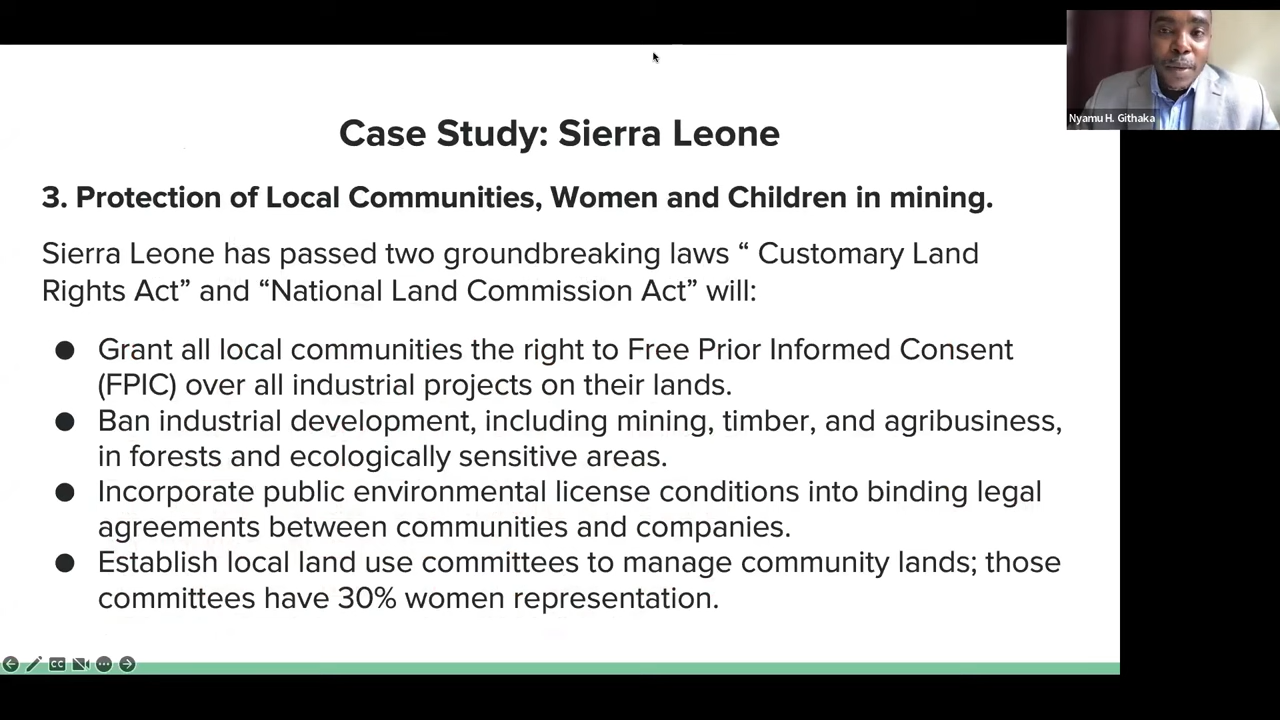 Nyamu H. Githaka
Case Study: Sierra Leone
3. Protection of Local Communities, Women and Children in mining.
Sierra Leone has passed two groundbreaking laws “ Customary Land
Rights Act” and “National Land Commission Act” will:
● Grant all local communities the right to Free Prior Informed Consent
(FPIC) over all industrial projects on their lands.
● Ban industrial development, including mining, timber, and agribusiness,
in forests and ecologically sensitive areas.
● Incorporate public environmental license conditions into binding legal
agreements between communities and companies.
● Establish local land use committees to manage community lands; those
committees have 30% women representation.
CC